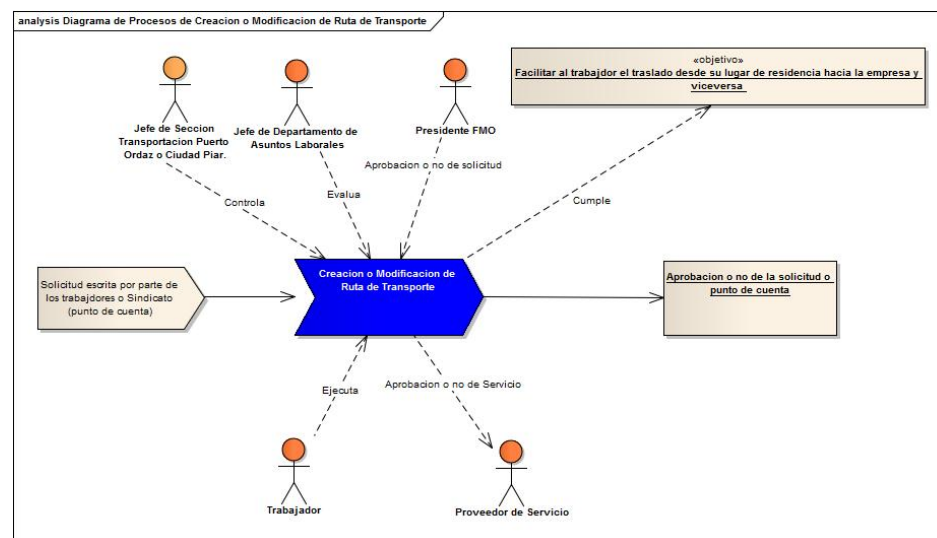 analysis Diagrama de Procesos de Creacion o Modificacion de Ruta de Transporte
«objetivo»
Facilitar al trabajdor el traslado desde su lugar de residencia hacia la empresa y
viceversa
Jefe de Seccion
Transportacion Puerto
Ordaz o Ciudad Piar.
Jefe de Departamento de
Asuntos Laborales
Presidente FMO
Aprobacion o no de solicitud
Controla
Evalua
Cumple
Solicitud escrita por parte de
los trabajdores o Sindicato
(punto de cuenta)
Creacion o Modificacion de
Ruta de Transporte
Aprobacion o no de la solicitud o
punto de cuenta
Ejecuta
Aprobacion o no de Servicio
Trabajador
Proveedor de Servicio